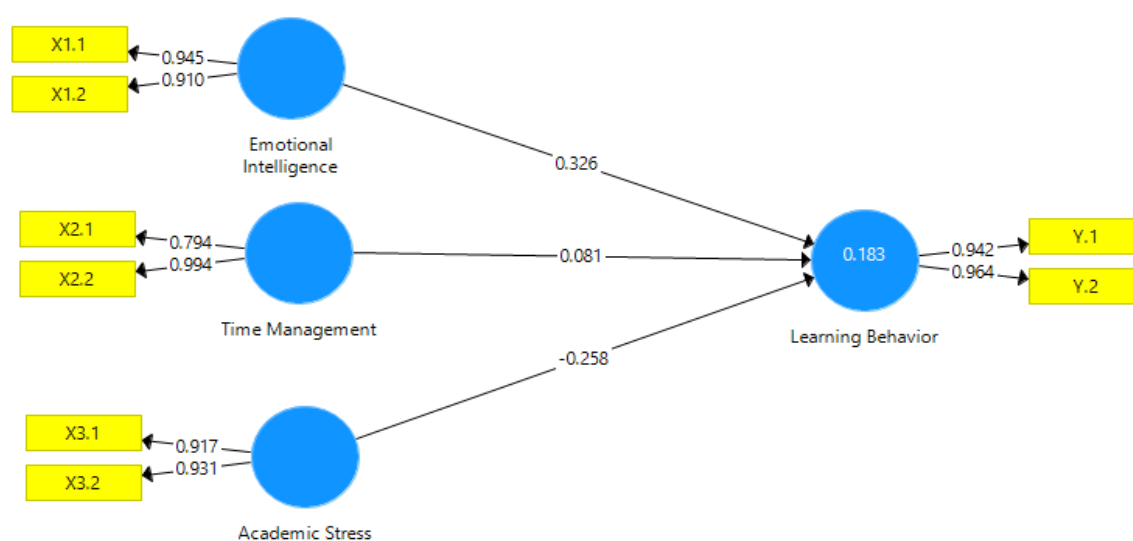 X1.1
0.945
0.910
X1.2
Emotional
Intelligence
0.326
X2.1
0.794
0.994
X2.2
Time Management
0.081
0.183
0.942
0.964
Y.1
Y.2
Learning Behavior
-0.258
X3.1
0.917
0.931
X3.2
Academic Stress